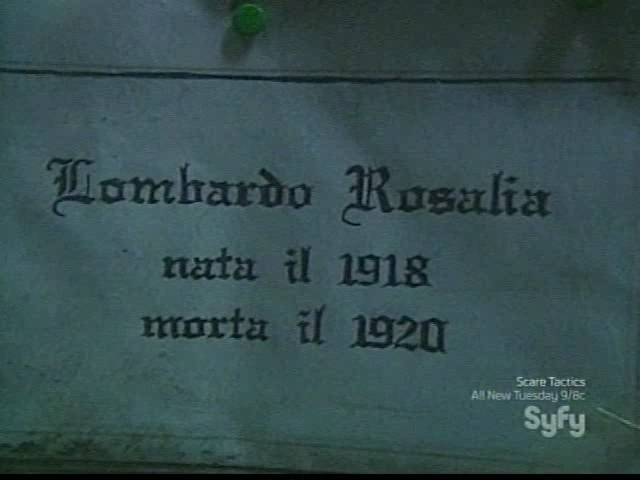 Lombardo Rosalia
nata il 1918
morta il 1920
Scare Tactics
All New Tuesday 9/8c
Syfy